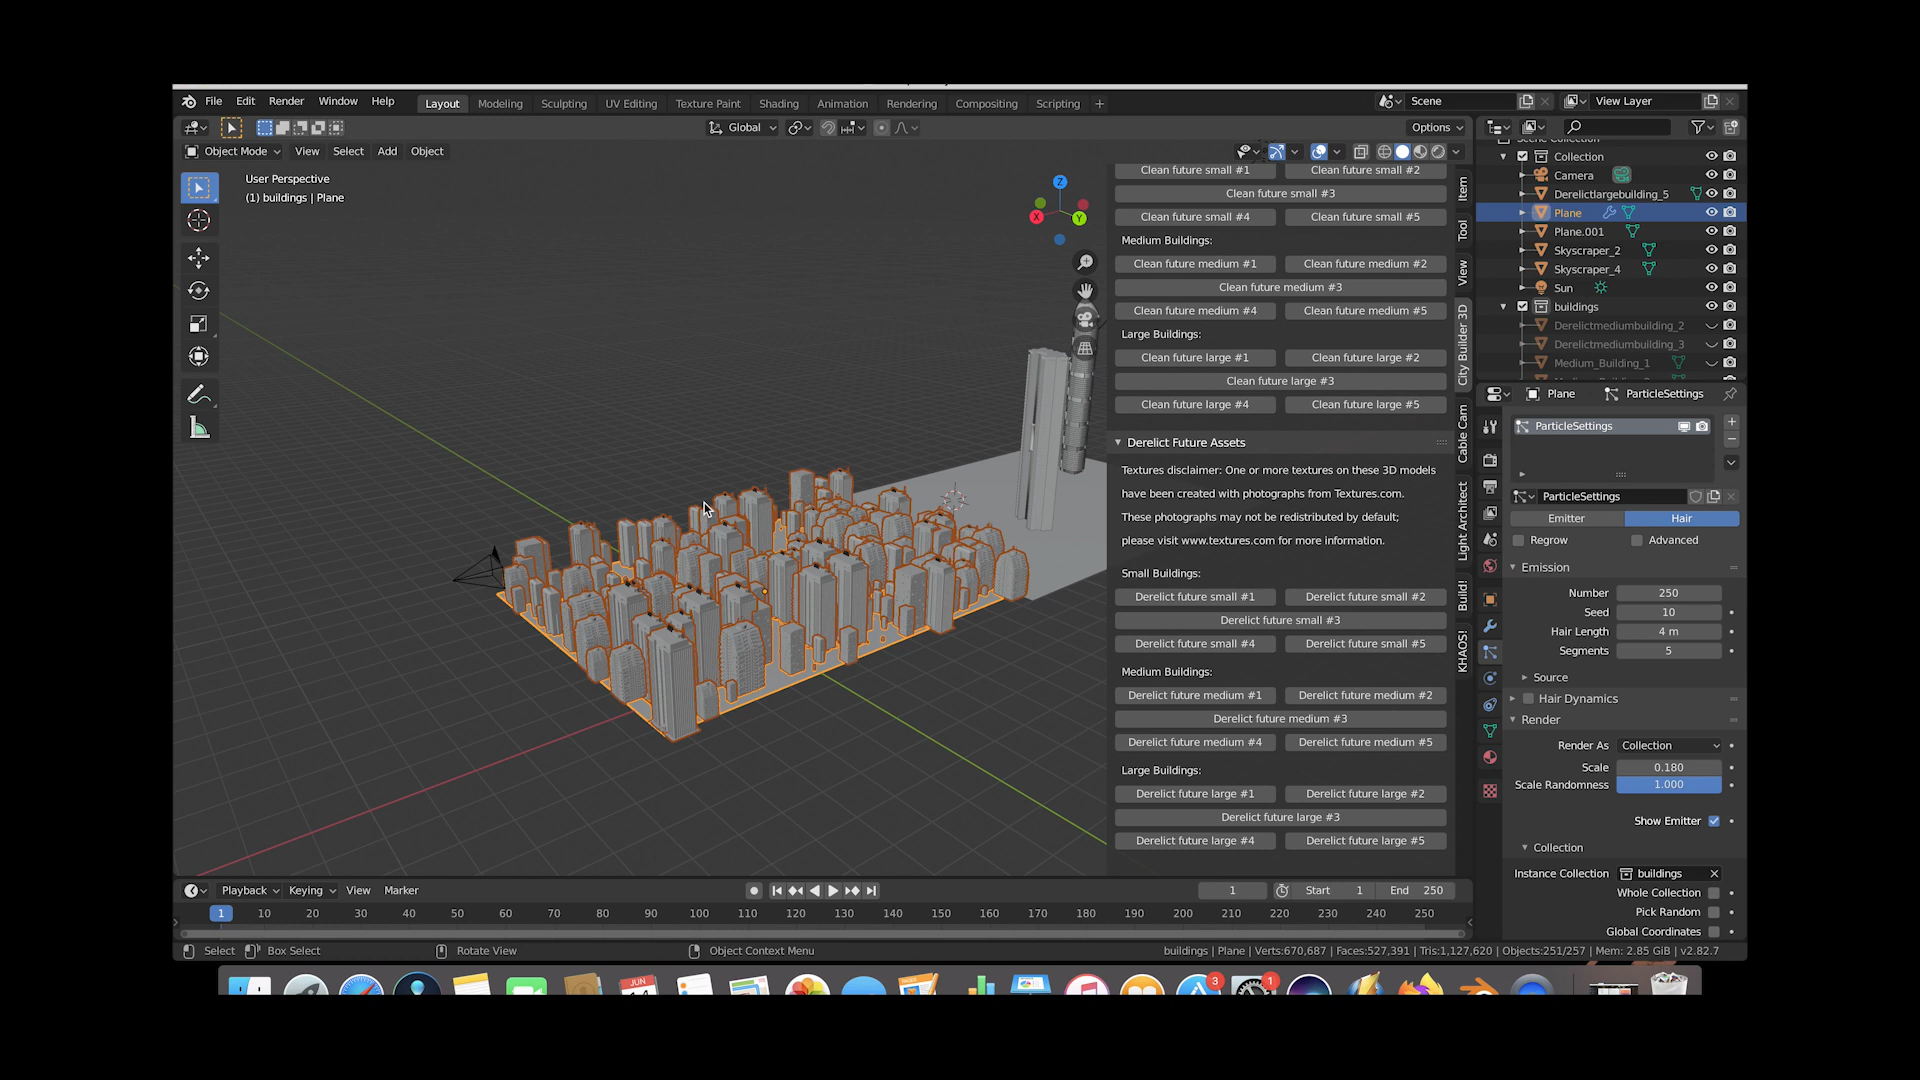 File Edit Render Window Help Layout Modeling Sculpting UV Editing Texture Paint Shading Animation Rendering Compositing Scripting + Scene View Layer
Global Options
Object Mode View Select Add Object
User Perspective
(1) buildings | Plane
Z
X
Y
Clean future small #1 Clean future small #2
Clean future small #3
Clean future small #4 Clean future small #5
Medium Buildings:
Clean future medium #1 Clean future medium #2
Clean future medium #3
Clean future medium #4 Clean future medium #5
Large Buildings:
Clean future large #1 Clean future large #2
Clean future large #3
Clean future large #4 Clean future large #5
Derelict Future Assets
Textures disclaimer: One or more textures on these 3D models
have been created with photographs from Textures.com.
These photographs may not be redistributed by default;
please visit www.textures.com for more information.
Small Buildings:
Derelict future small #1 Derelict future small #2
Derelict future small #3
Derelict future small #4 Derelict future small #5
Medium Buildings:
Derelict future medium #1 Derelict future medium #2
Derelict future medium #3
Derelict future medium #4 Derelict future medium #5
Large Buildings:
Derelict future large #1 Derelict future large #2
Derelict future large #3
Derelict future large #4 Derelict future large #5
Item
Tool
View
City Builder 3D
Cable Cam
Light Architect
Build!
KHAOS!
Collection
Camera
Derelictlargebuilding_5
Plane
Plane.001
Skyscraper_2
Skyscraper_4
Sun
buildings
Derelictmediumbuilding_2
Derelictmediumbuilding_3
Medium_Building_1
Plane ParticleSettings
ParticleSettings
ParticleSettings
Emitter Hair
Regrow Advanced
Emission
Number 250
Seed 10
Hair Length 4 m
Segments 5
Source
Hair Dynamics
Render
Render As Collection
Scale 0.180
Scale Randomness 1.000
Show Emitter
Collection
Instance Collection buildings
Whole Collection
Pick Random
Global Coordinates
Playback Keying View Marker 1 Start 1 End 250
1 10 20 30 40 50 60 70 80 90 100 110 120 130 140 150 160 170 180 190 200 210 220 230 240 250
Select Box Select Rotate View Object Context Menu buildings | Plane | Verts:670,687 | Faces:527,391 | Tris:1,127,620 | Objects:251/257 | Mem: 2.85 GiB | v2.82.7
JUN 3 1